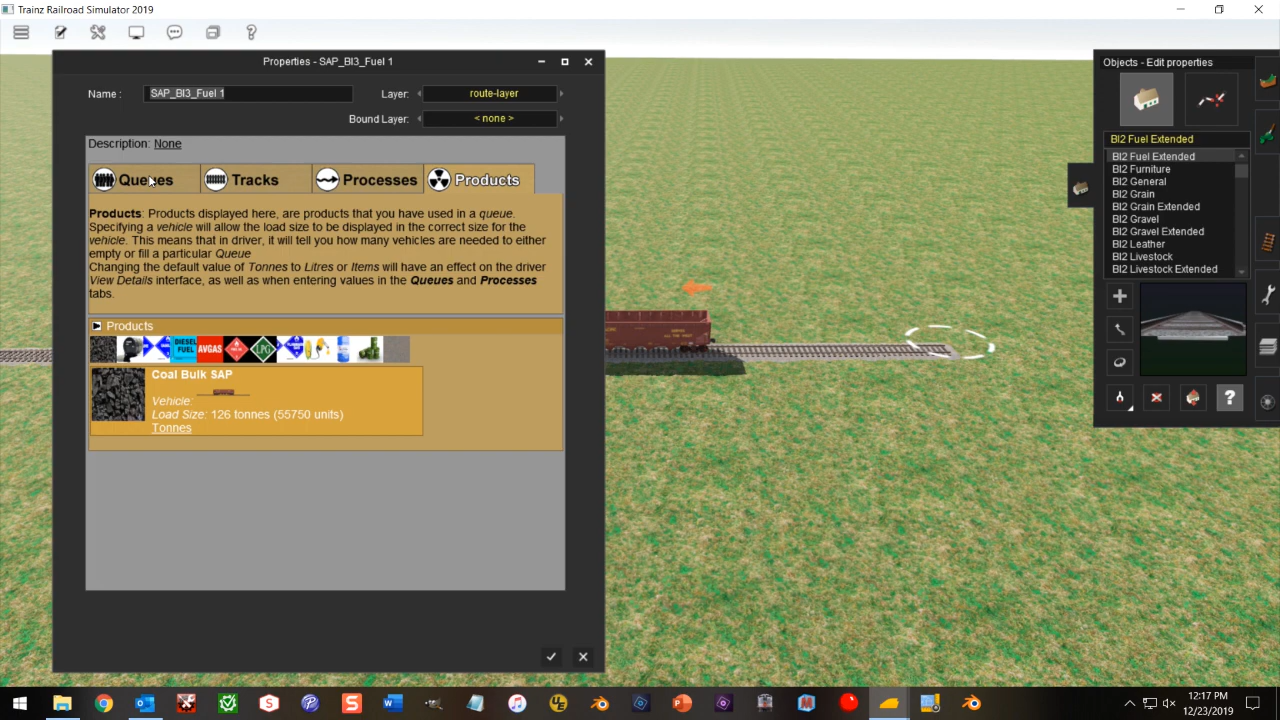 Trainz Railroad Simulator 2019
Properties - SAP_BI3_Fuel 1
Name : SAP_BI3_Fuel 1
Layer: route-layer
Bound Layer: < none >
Description: None
Queues Tracks Processes Products
Products: Products displayed here, are products that you have used in a queue.
Specifying a vehicle will allow the load size to be displayed in the correct size for the
vehicle. This means that in driver, it will tell you how many vehicles are needed to either
empty or fill a particular Queue
Changing the default value of Tonnes to Litres or Items will have an effect on the driver
View Details interface, as well as when entering values in the Queues and Processes
tabs.
Products
DIESEL
FUEL
AVGAS
LPG
Coal Bulk SAP
Vehicle:
Load Size: 126 tonnes (55750 units)
Tonnes
Objects - Edit properties
BI2 Fuel Extended
BI2 Fuel Extended
BI2 Furniture
BI2 General
BI2 Grain
BI2 Grain Extended
BI2 Gravel
BI2 Gravel Extended
BI2 Leather
BI2 Livestock
BI2 Livestock Extended
12:17 PM
12/23/2019